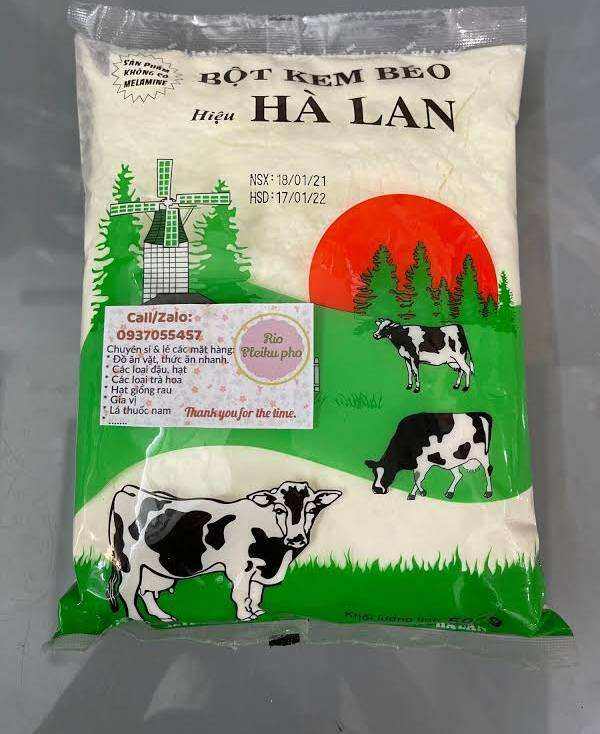 SẢN PHẨM
KHÔNG CÓ
MELAMINE
BỘT KEM BÉO
Hiệu HÀ LAN
NSX: 18/01/21
HSD: 17/01/22
Call/Zalo:
0937055457
Chuyên sỉ & lẻ các mặt hàng:
* Đồ ăn vặt, thức ăn nhanh.
* Các loại đậu, hạt
* Các loại trà hoa
* Hạt giống rau
* Gia vị
* Lá thuốc nam
.......
Rio
Pleiku pho
Thank you for the time.
Khối lượng